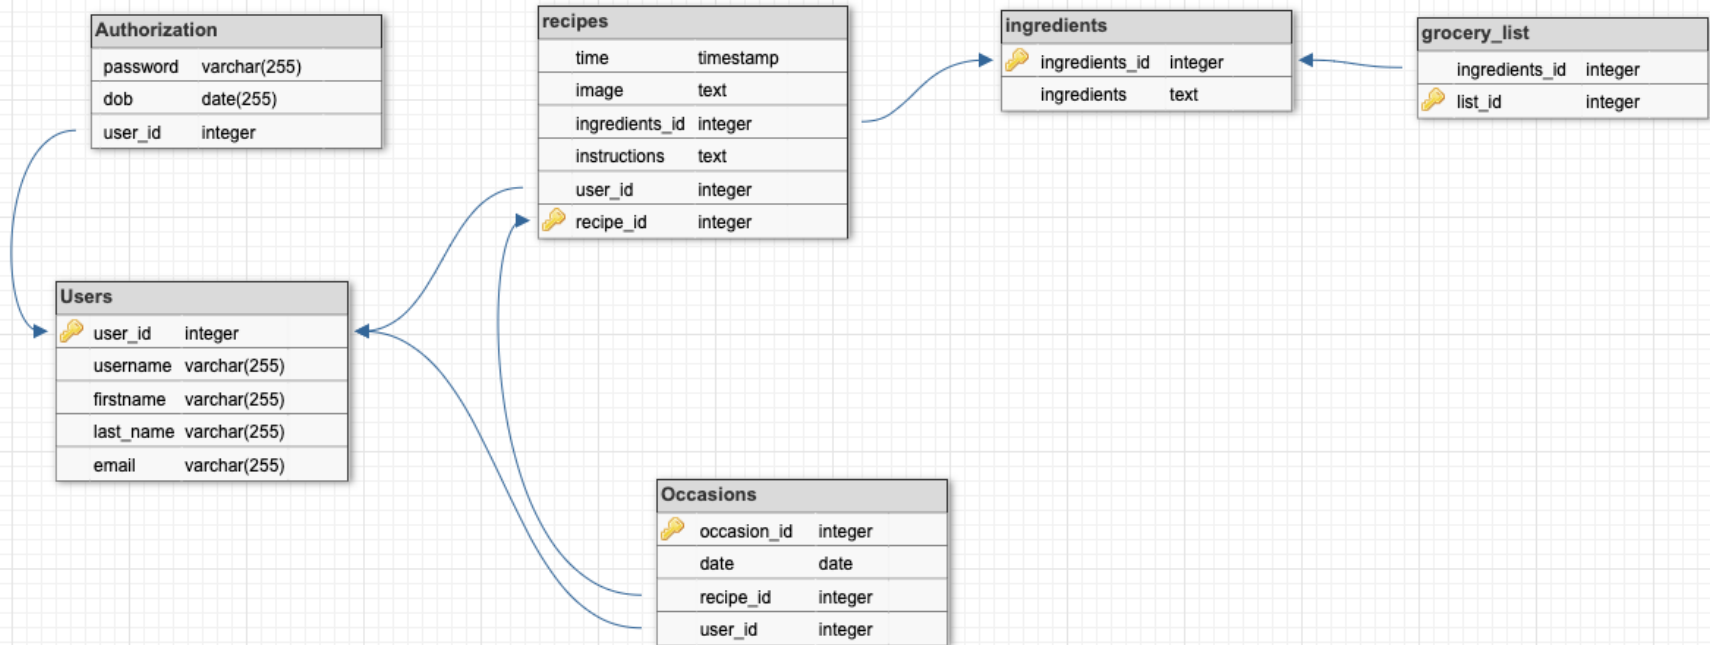 Authorization
password varchar(255)
dob date(255)
user_id integer
recipes
time timestamp
image text
ingredients_id integer
instructions text
user_id integer
recipe_id integer
ingredients
ingredients_id integer
ingredients text
grocery_list
ingredients_id integer
list_id integer
Users
user_id integer
username varchar(255)
firstname varchar(255)
last_name varchar(255)
email varchar(255)
Occasions
occasion_id integer
date date
recipe_id integer
user_id integer